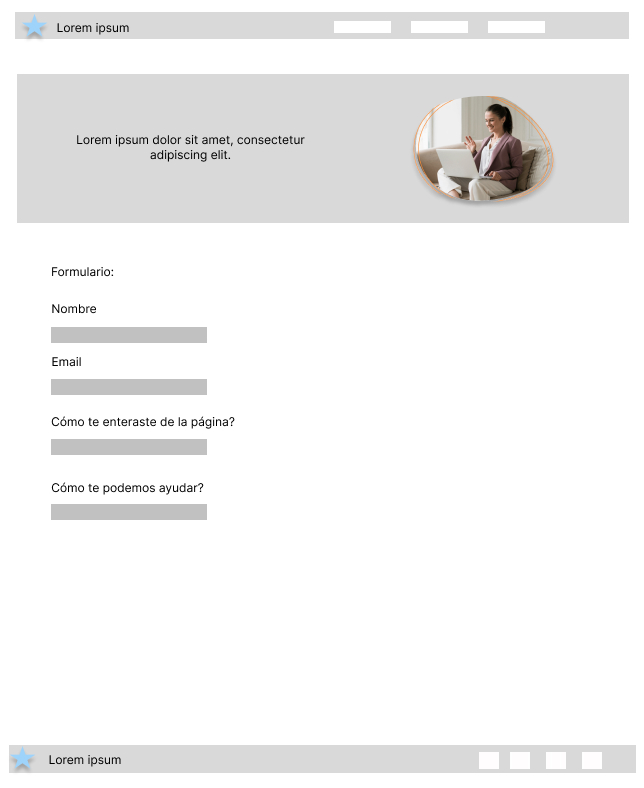 Lorem ipsum
Lorem ipsum dolor sit amet, consectetur
adipiscing elit.
Formulario:
Nombre
Email
Cómo te enteraste de la página?
Cómo te podemos ayudar?
Lorem ipsum